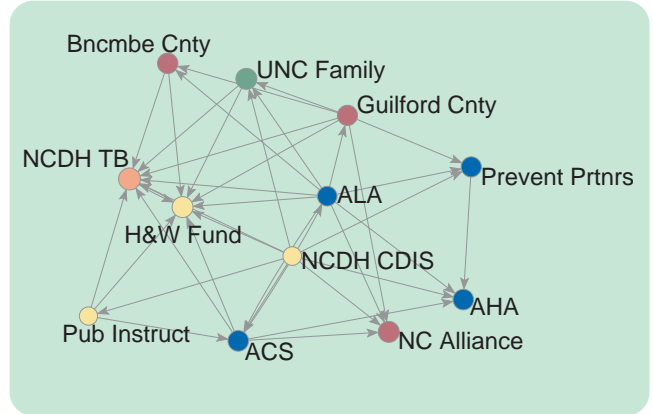 Bncmbe Cnty
UNC Family
Guilford Cnty
NCDH TB
Prevent Prtnrs
ALA
H&W Fund
NCDH CDIS
AHA
Pub Instruct
NC Alliance
ACS